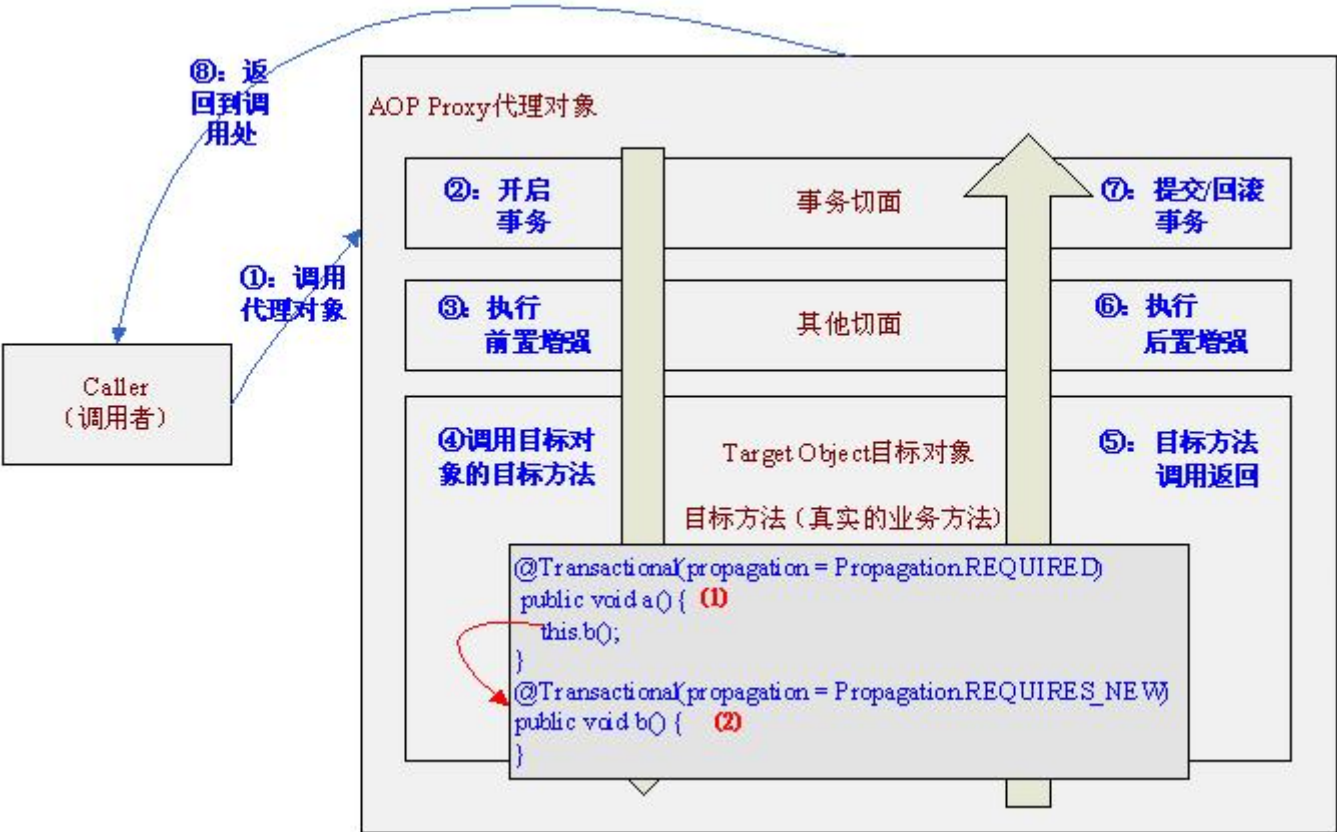 ⑧：返
回到调
用处
AOP Proxy代理对象
②：开启
事务
事务切面
⑦：提交/回滚
事务
①：调用
代理对象
③：执行
前置增强
其他切面
⑥：执行
后置增强
Caller
（调用者）
④调用目标对
象的目标方法
Target Object目标对象
⑤：目标方法
调用返回
目标方法（真实的业务方法）
@Transactional(propagation = Propagation.REQUIRED)
public void a() { (1)
this.b();
}
@Transactional(propagation = Propagation.REQUIRES_NEW)
public void b() { (2)
}